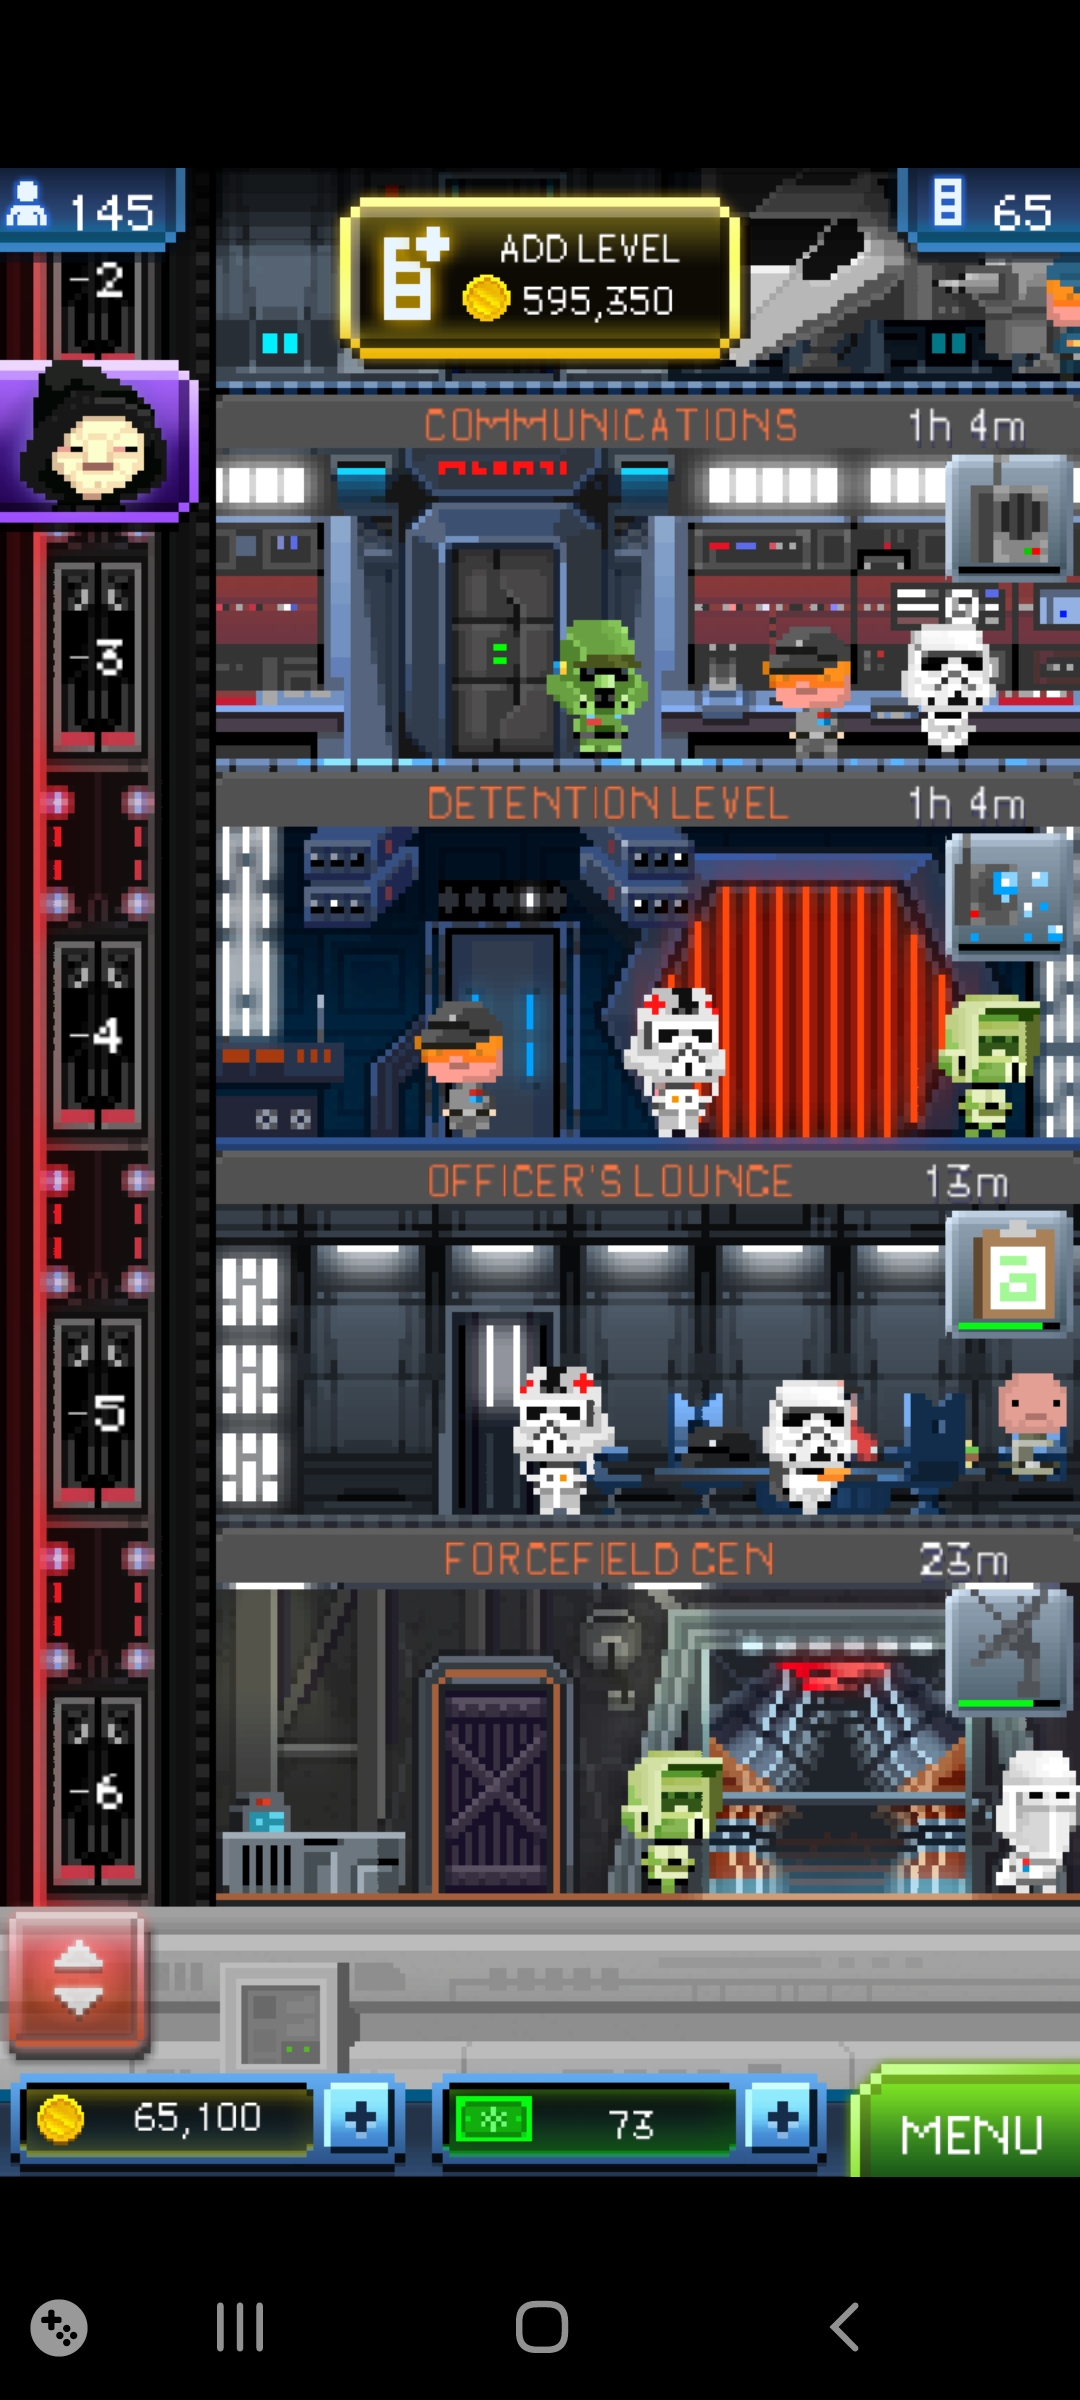 145
ADD LEVEL
595,350
65
-2
COMMUNICATIONS 1h 4m
-3
DETENTION LEVEL 1h 4m
-4
OFFICER'S LOUNGE 13m
-5
FORCEFIELD GEN 23m
-6
65,100
73
MENU